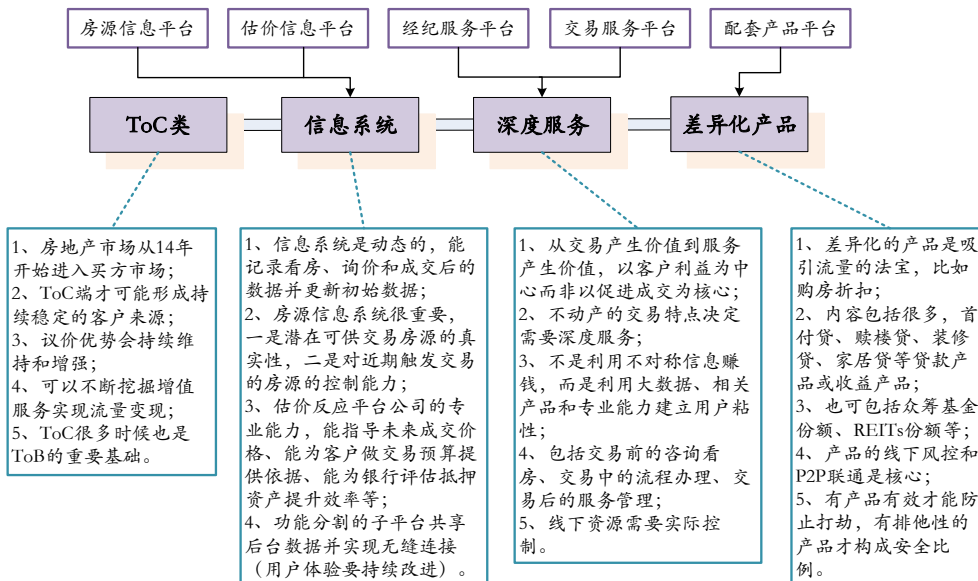 房源信息平台
估价信息平台
经纪服务平台
交易服务平台
配套产品平台
ToC类
信息系统
深度服务
差异化产品
1、房地产市场从14年
开始进入买方市场；
2、ToC端才可能形成持
续稳定的客户来源；
3、议价优势会持续维
持和增强；
4、可以不断挖掘增值
服务实现流量变现；
5、ToC很多时候也是
ToB的重要基础。
1、信息系统是动态的，能
记录看房、询价和成交后的
数据并更新初始数据；
2、房源信息系统很重要，
一是潜在可供交易房源的真
实性，二是对近期触发交易
的房源的控制能力；
3、估价反应平台公司的专
业能力，能指导未来成交价
格、能为客户做交易预算提
供依据、能为银行评估抵押
资产提升效率等；
4、功能分割的子平台共享
后台数据并实现无缝连接
（用户体验要持续改进）。
1、从交易产生价值到服务
产生价值，以客户利益为中
心而非以促进成交为核心；
2、不动产的交易特点决定
需要深度服务；
3、不是利用不对称信息赚
钱，而是利用大数据、相关
产品和专业能力建立用户粘
性；
4、包括交易前的咨询看
房、交易中的流程办理、交
易后的服务管理；
5、线下资源需要实际控
制。
1、差异化的产品是吸
引流量的法宝，比如
购房折扣；
2、内容包括很多，首
付贷、赎楼贷、装修
贷、家居贷等贷款产
品或收益产品；
3、也可包括众筹基金
份额、REITs份额等；
4、产品的线下风控和
P2P联通是核心；
5、有产品有效才能防
止打劫，有排他性的
产品才构成安全比
例。